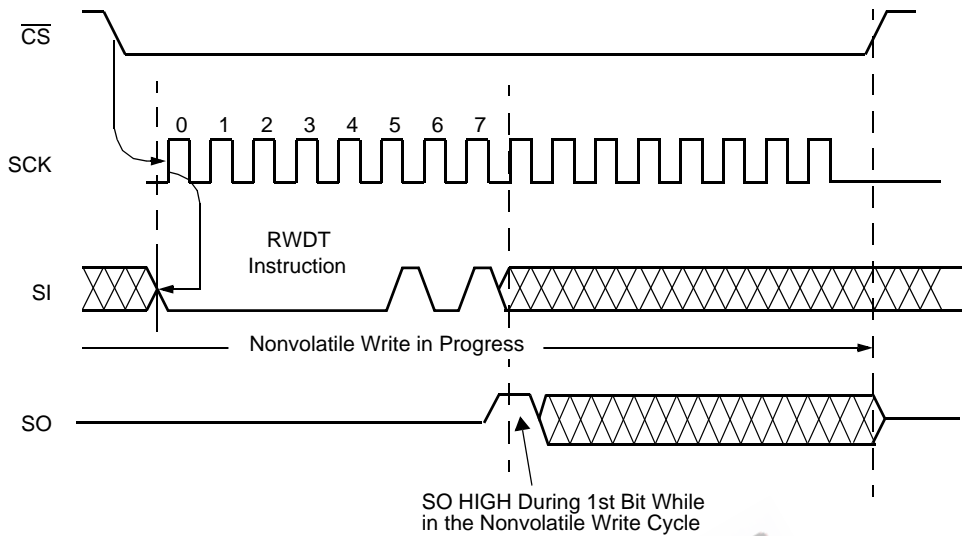 CS
0 1 2 3 4 5 6 7
SCK
RWDT
Instruction
SI
Nonvolatile Write in Progress
SO
SO HIGH During 1st Bit While
in the Nonvolatile Write Cycle